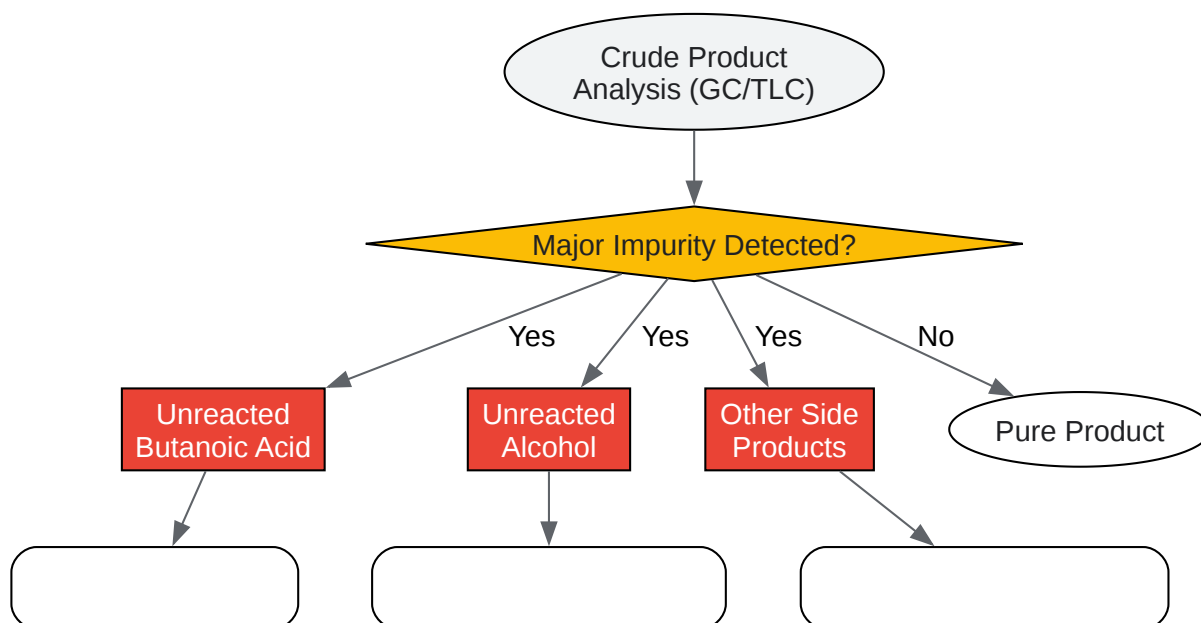 Crude Product
Analysis (GC/TLC)
Major Impurity Detected?
Yes
Yes
Yes
No
Unreacted
Butanoic Acid
Unreacted
Alcohol
Other Side
Products
Pure Product